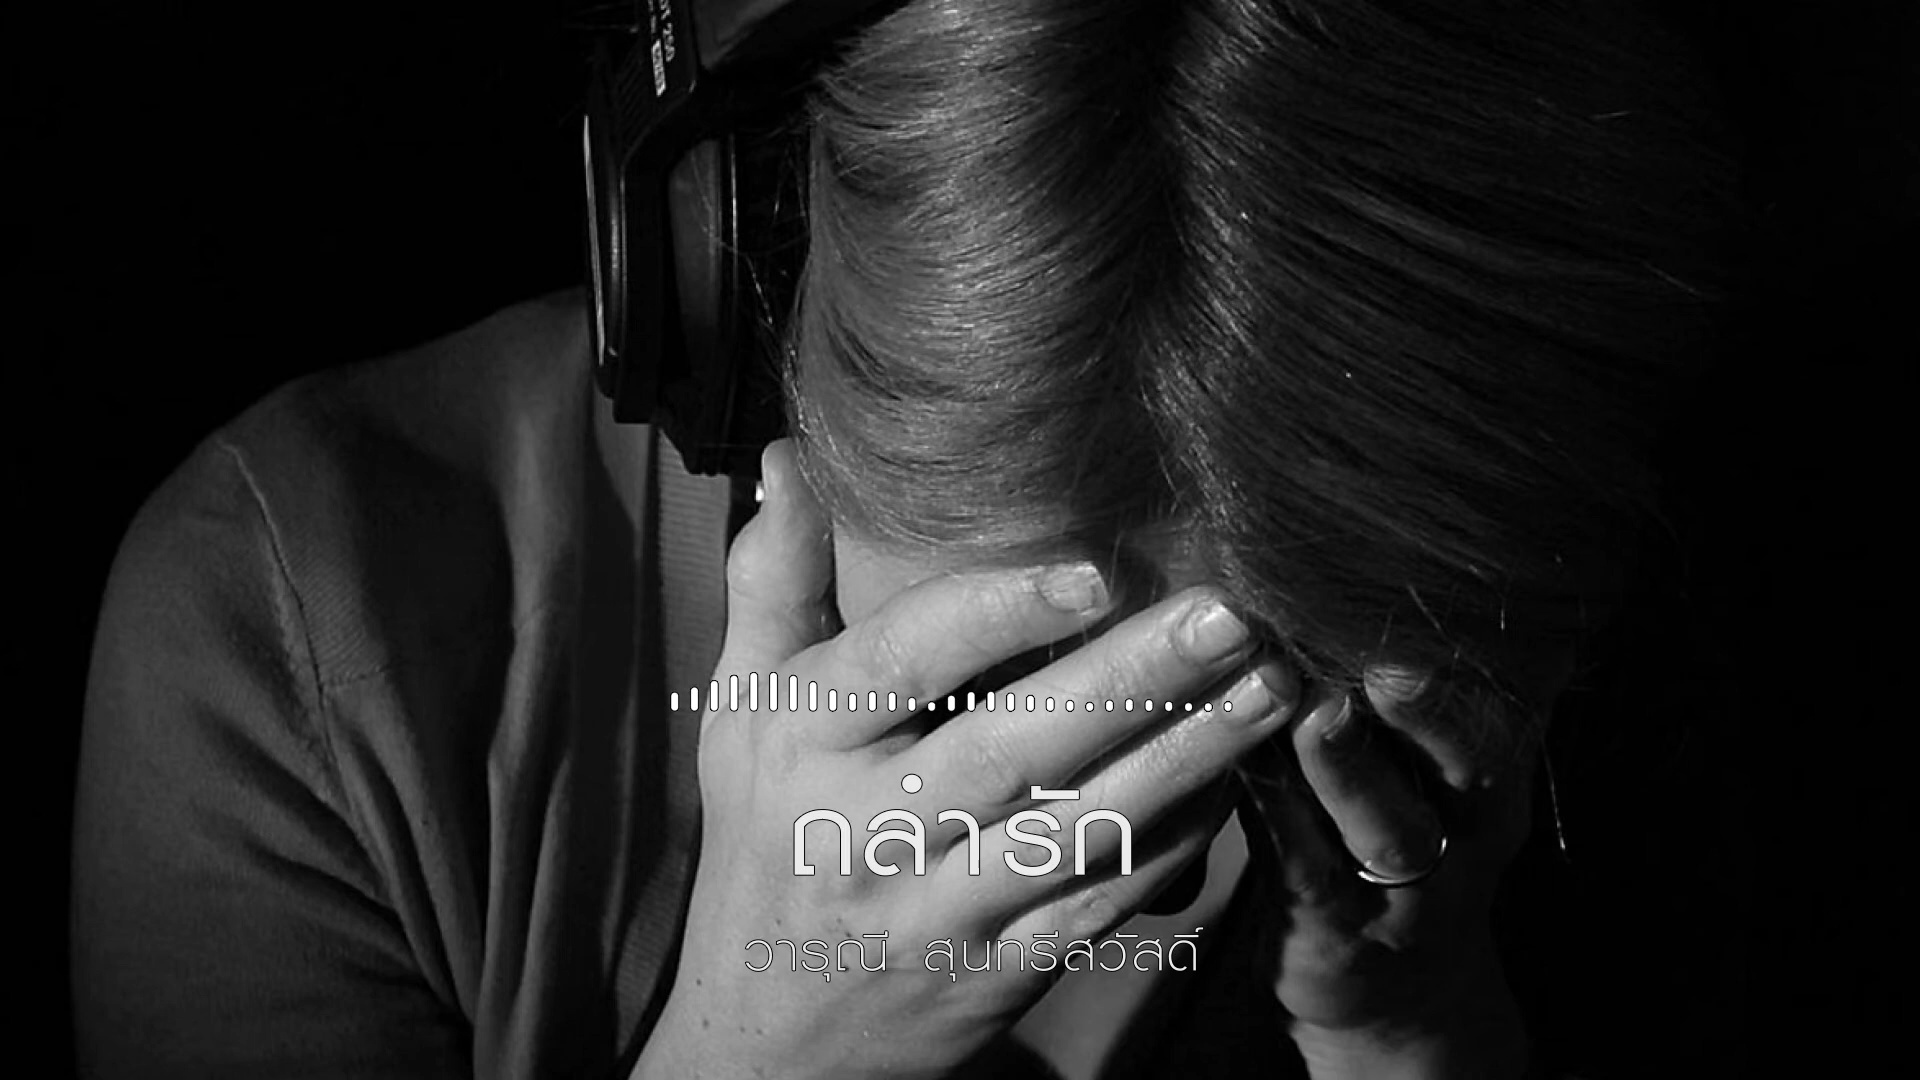 ถลำรัก
วารุณี สุนทรีสวัสดิ์